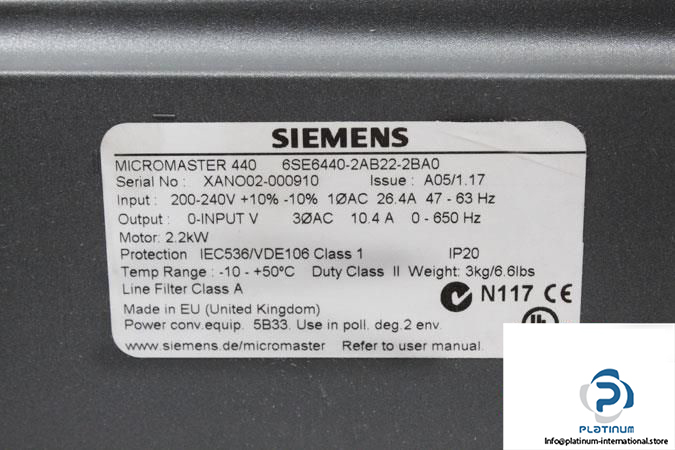 SIEMENS
MICROMASTER 440 6SE6440-2AB22-2BA0
Serial No : XANO02-000910 Issue : A05/1.17
Input : 200-240V +10% -10% 1ØAC 26.4A 47 - 63 Hz
Output : 0-INPUT V 3ØAC 10.4 A 0 - 650 Hz
Motor: 2.2kW
Protection IEC536/VDE106 Class 1 IP20
Temp Range : -10 - +50°C Duty Class II Weight: 3kg/6.6lbs
Line Filter Class A
N117 CE
Made in EU (United Kingdom)
Power conv.equip. 5B33. Use in poll. deg.2 env.
www.siemens.de/micromaster Refer to user manual.
PLATINUM
Info@platinum-international.store